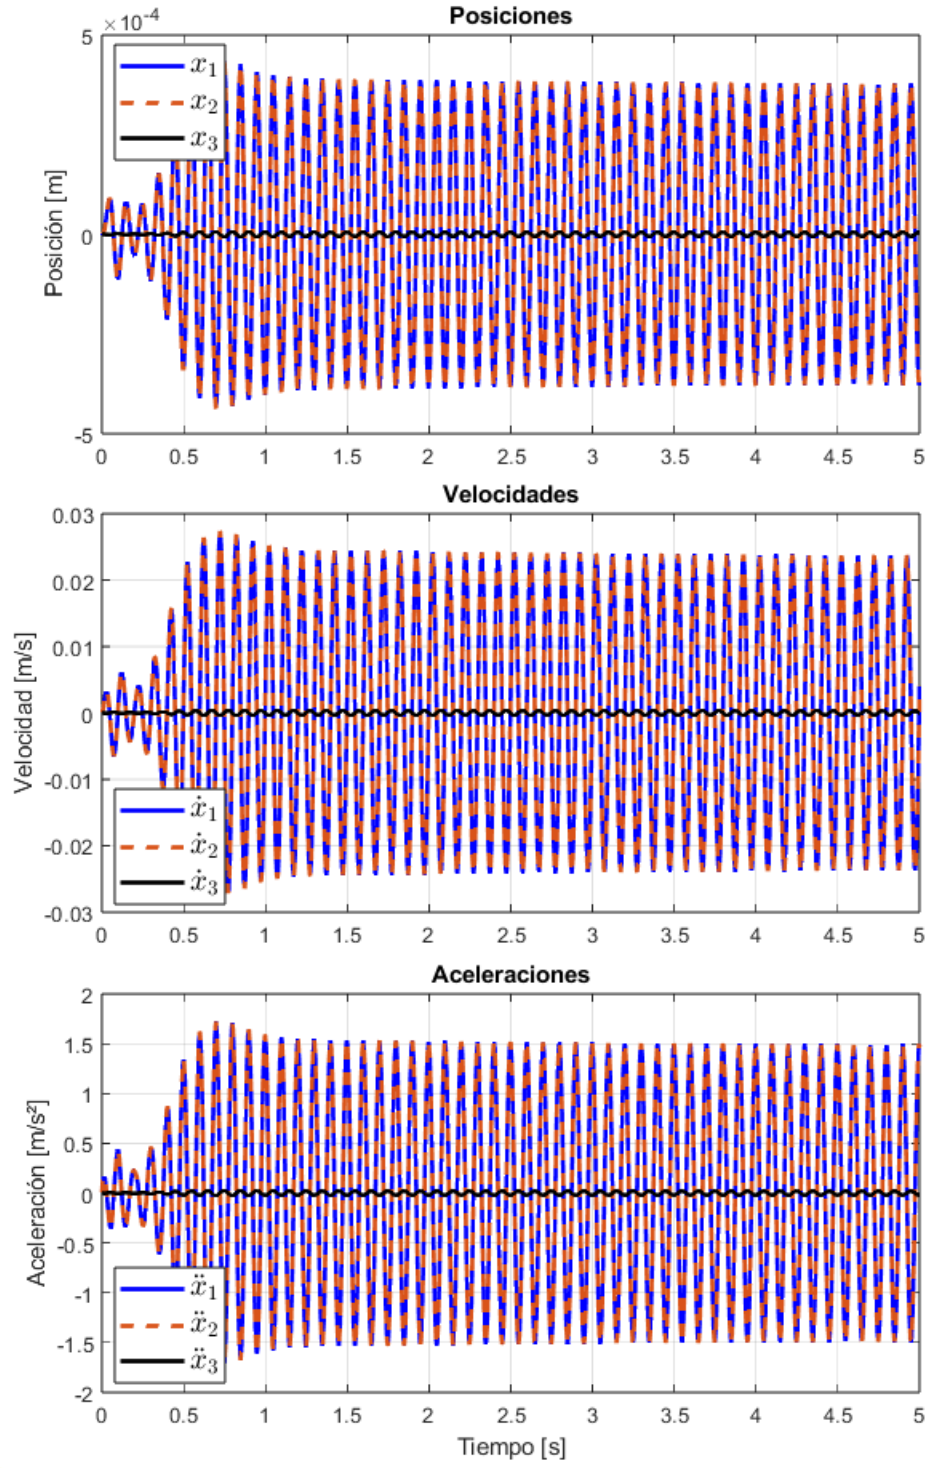 Posiciones
×10⁻⁴
5
0
-5
Posición [m]
x₁
x₂
x₃
0 0.5 1 1.5 2 2.5 3 3.5 4 4.5 5
Velocidades
0.03
0.02
0.01
0
-0.01
-0.02
-0.03
Velocidad [m/s]
ẋ₁
ẋ₂
ẋ₃
0 0.5 1 1.5 2 2.5 3 3.5 4 4.5 5
Aceleraciones
2
1.5
1
0.5
0
-0.5
-1
-1.5
-2
Aceleración [m/s²]
ẍ₁
ẍ₂
ẍ₃
0 0.5 1 1.5 2 2.5 3 3.5 4 4.5 5
Tiempo [s]